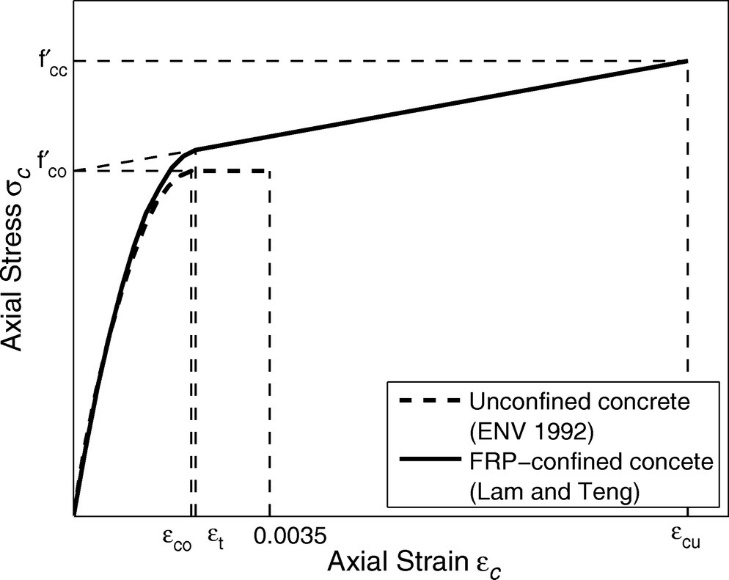 f′cc
f′co
Axial Stress σc
Unconfined concrete
(ENV 1992)
FRP−confined concete
(Lam and Teng)
εco εt 0.0035 εcu
Axial Strain εc